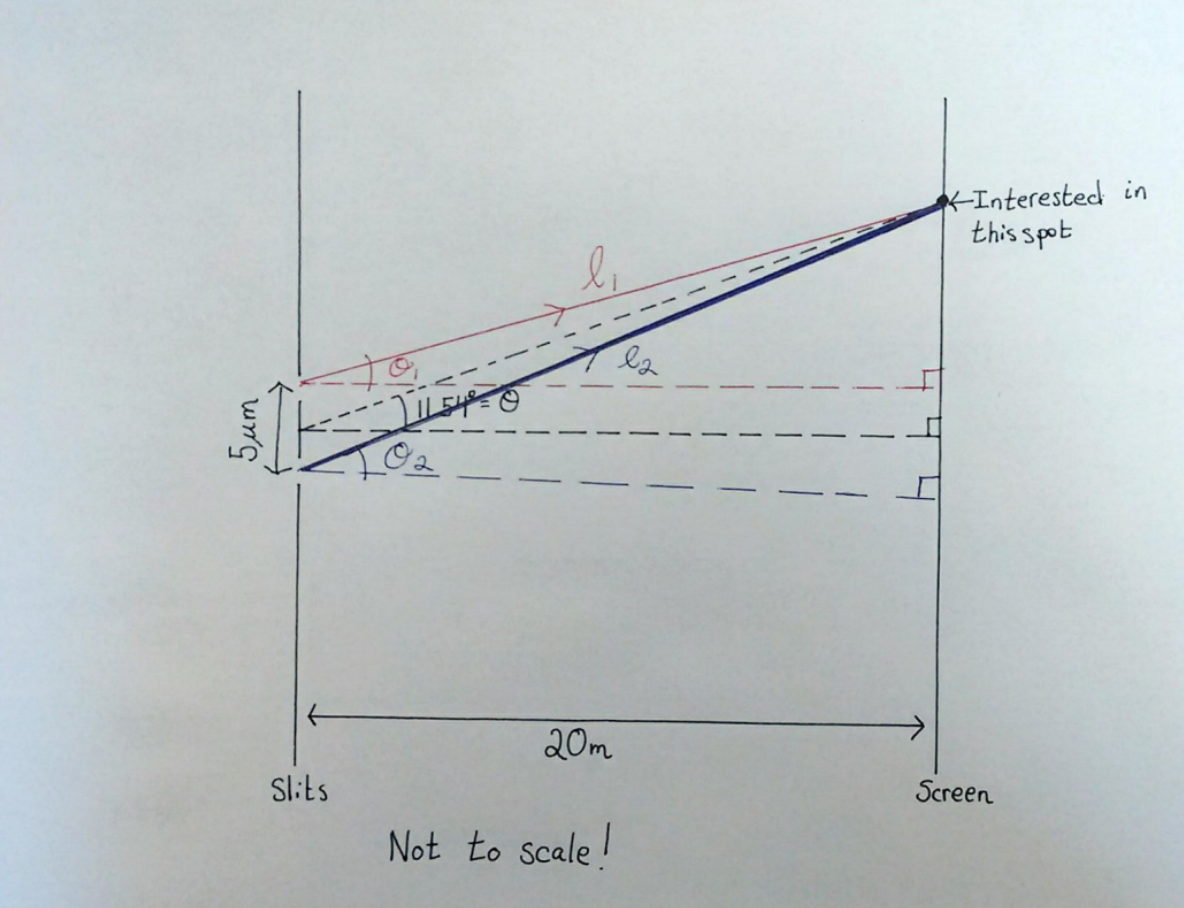 l₁
←Interested in
this spot
l₂
θ₁
11.54° = θ
5μm
θ₂
20m
Slits
Screen
Not to scale!